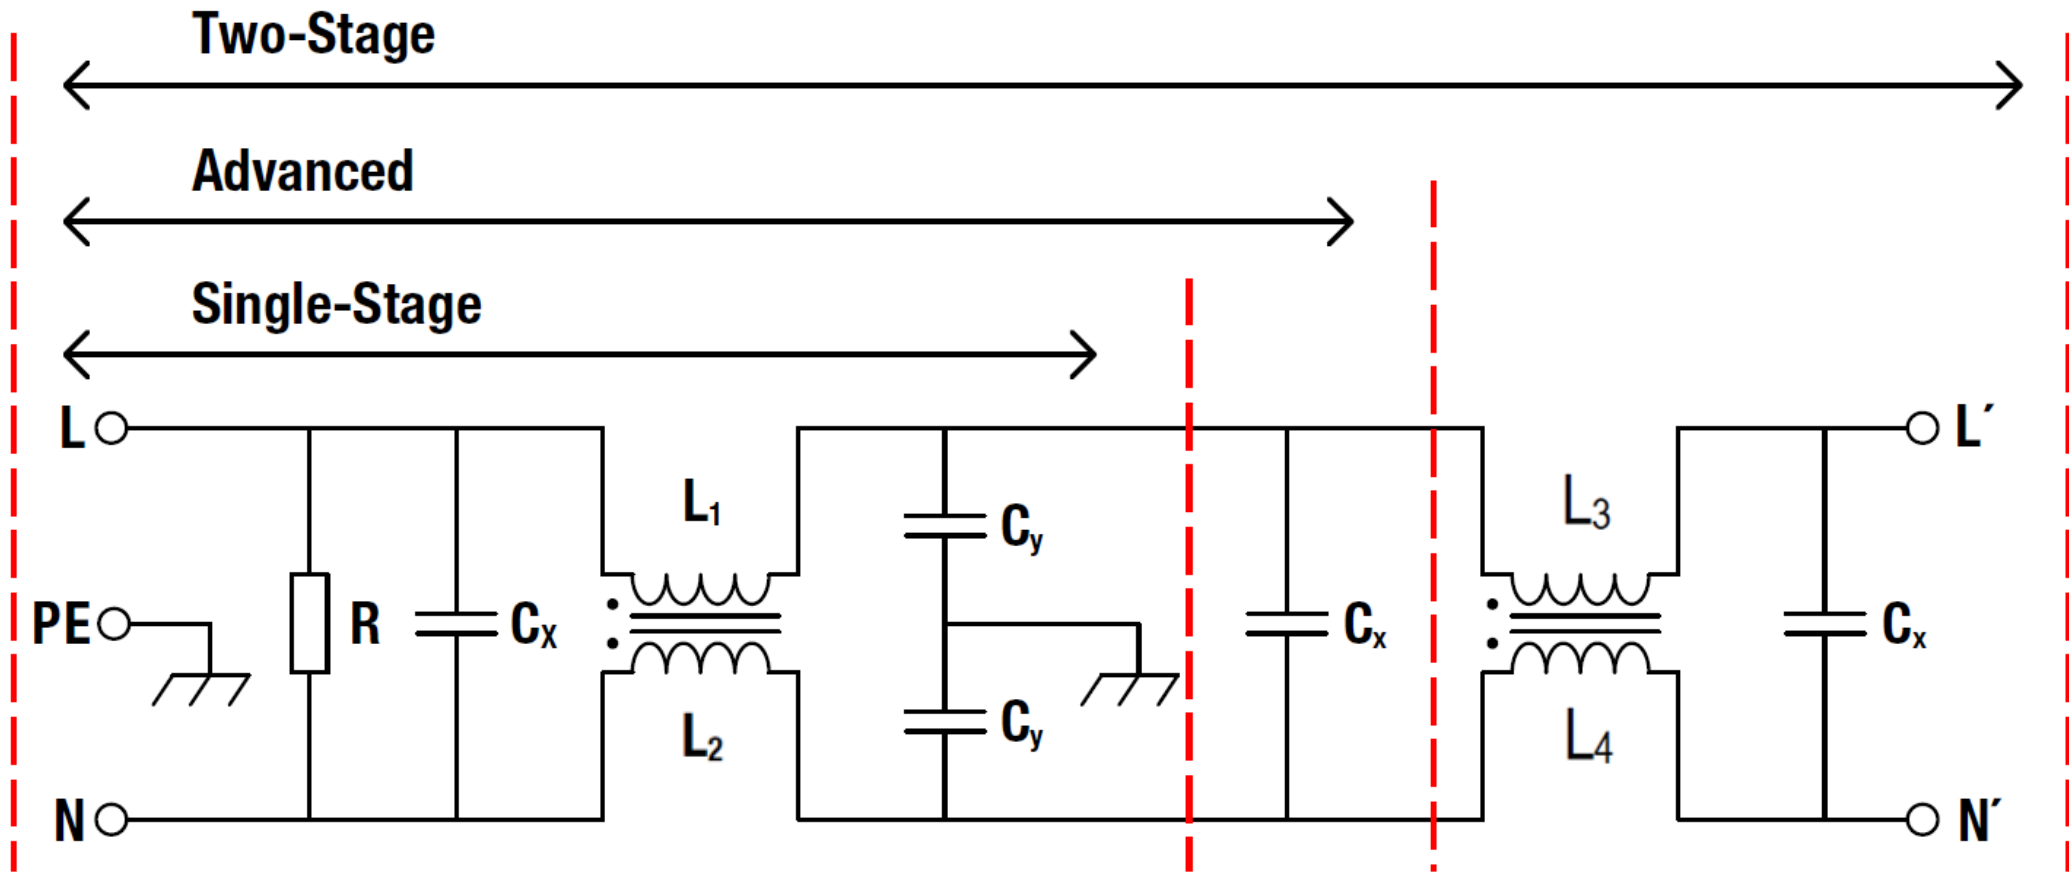 Two-Stage
Advanced
Single-Stage
L
L´
L1
Cy
L3
PE
R
Cx
Cx
Cx
L2
Cy
L4
N
N´